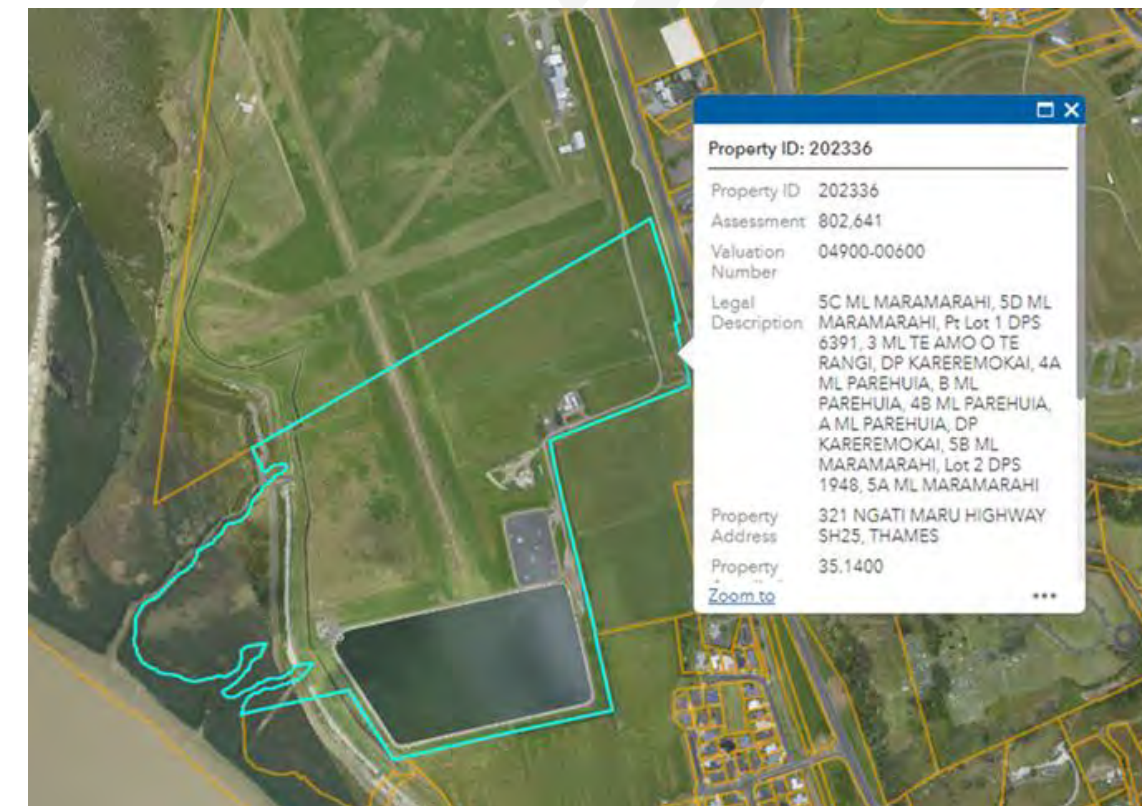 Property ID: 202336
Property ID 202336
Assessment 802,641
Valuation Number 04900-00600
Legal Description 5C ML MARAMARAHI, 5D ML
MARAMARAHI, Pt Lot 1 DPS
6391, 3 ML TE AMO O TE
RANGI, DP KAREREMOKAI, 4A
ML PAREHUIA, B ML
PAREHUIA, 4B ML PAREHUIA,
A ML PAREHUIA, DP
KAREREMOKAI, 5B ML
MARAMARAHI, Lot 2 DPS
1948, 5A ML MARAMARAHI
Property Address 321 NGATI MARU HIGHWAY
SH25, THAMES
Property 35.1400
Zoom to